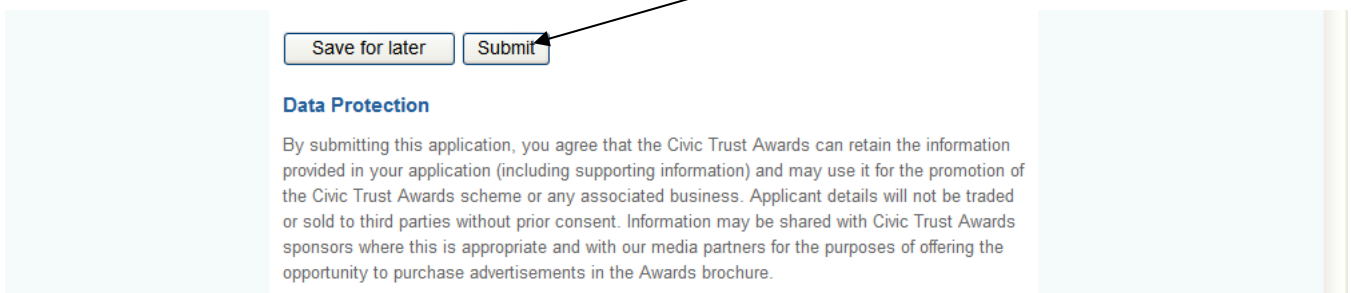 Save for later Submit
Data Protection
By submitting this application, you agree that the Civic Trust Awards can retain the information
provided in your application (including supporting information) and may use it for the promotion of
the Civic Trust Awards scheme or any associated business. Applicant details will not be traded
or sold to third parties without prior consent. Information may be shared with Civic Trust Awards
sponsors where this is appropriate and with our media partners for the purposes of offering the
opportunity to purchase advertisements in the Awards brochure.